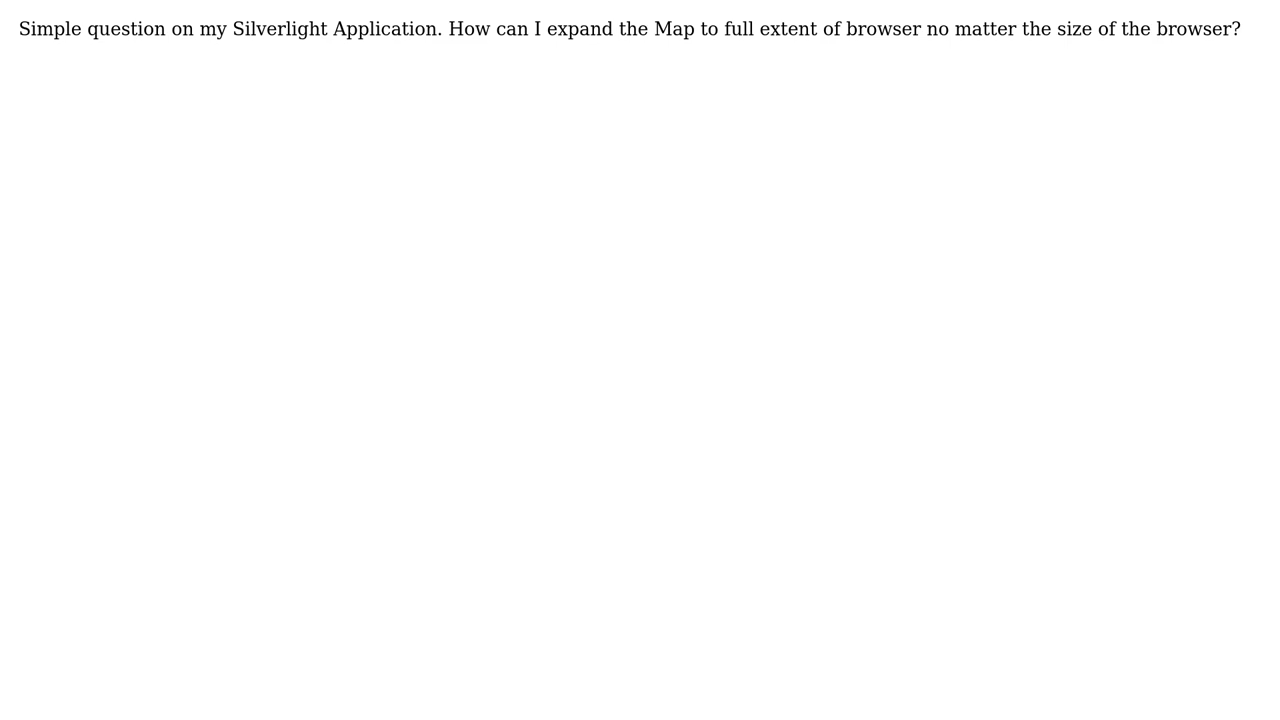 Simple question on my Silverlight Application. How can I expand the Map to full extent of browser no matter the size of the browser?